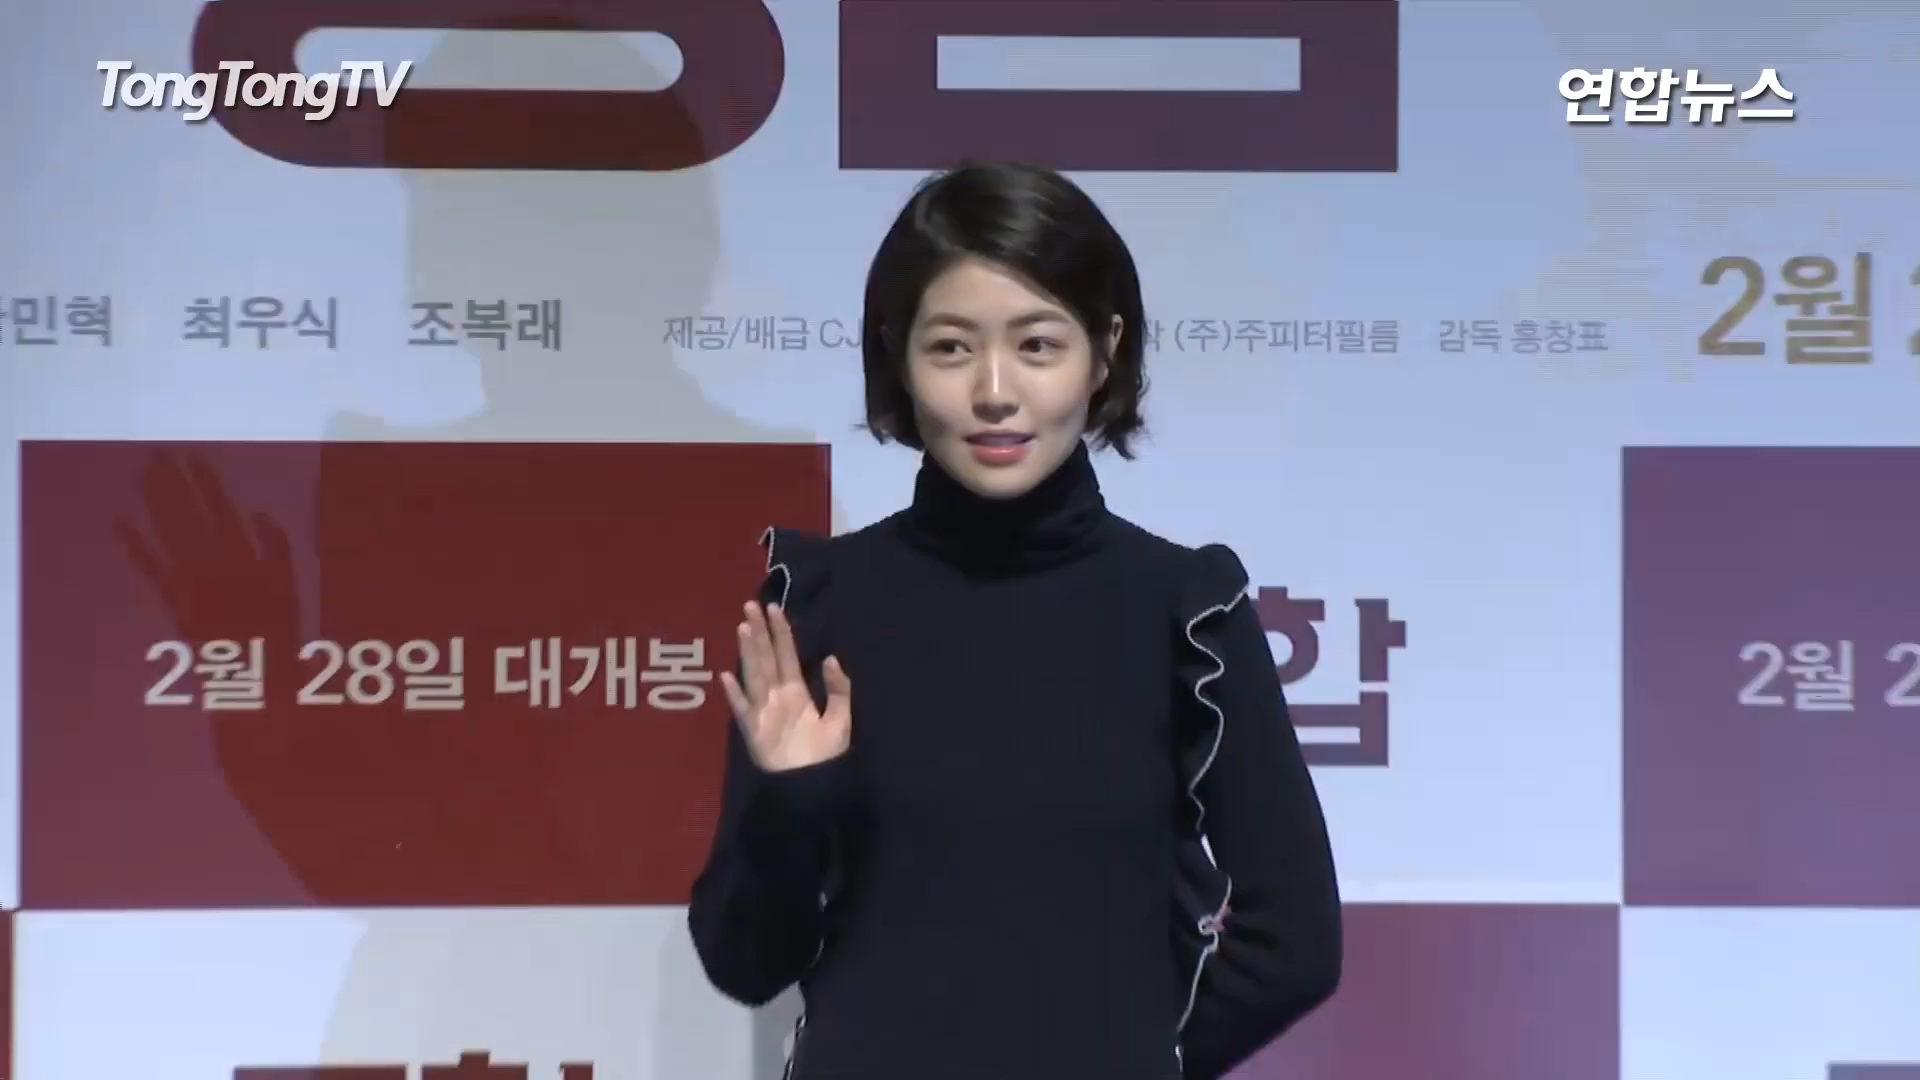 TongTongTV
연합뉴스
민혁 최우식 조복래 제공/배급 CJ (주)주피터필름 감독 홍창표 2월
2월 28일 대개봉
합
2월 2